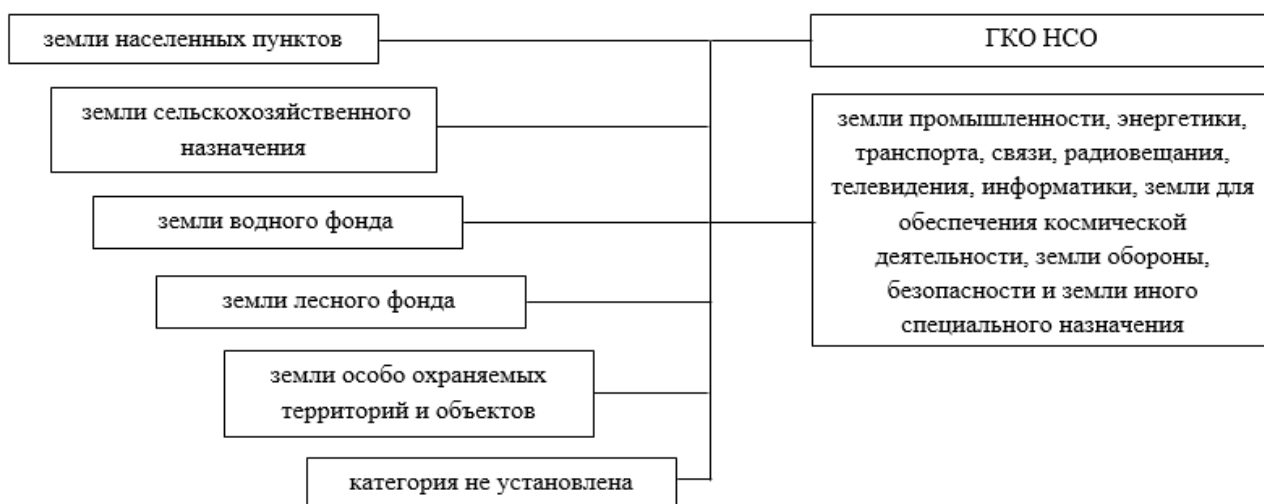 земли населенных пунктов
ГКО НСО
земли сельскохозяйственного
назначения
земли водного фонда
земли лесного фонда
земли особо охраняемых
территорий и объектов
категория не установлена
земли промышленности, энергетики,
транспорта, связи, радиовещания,
телевидения, информатики, земли для
обеспечения космической
деятельности, земли обороны,
безопасности и земли иного
специального назначения